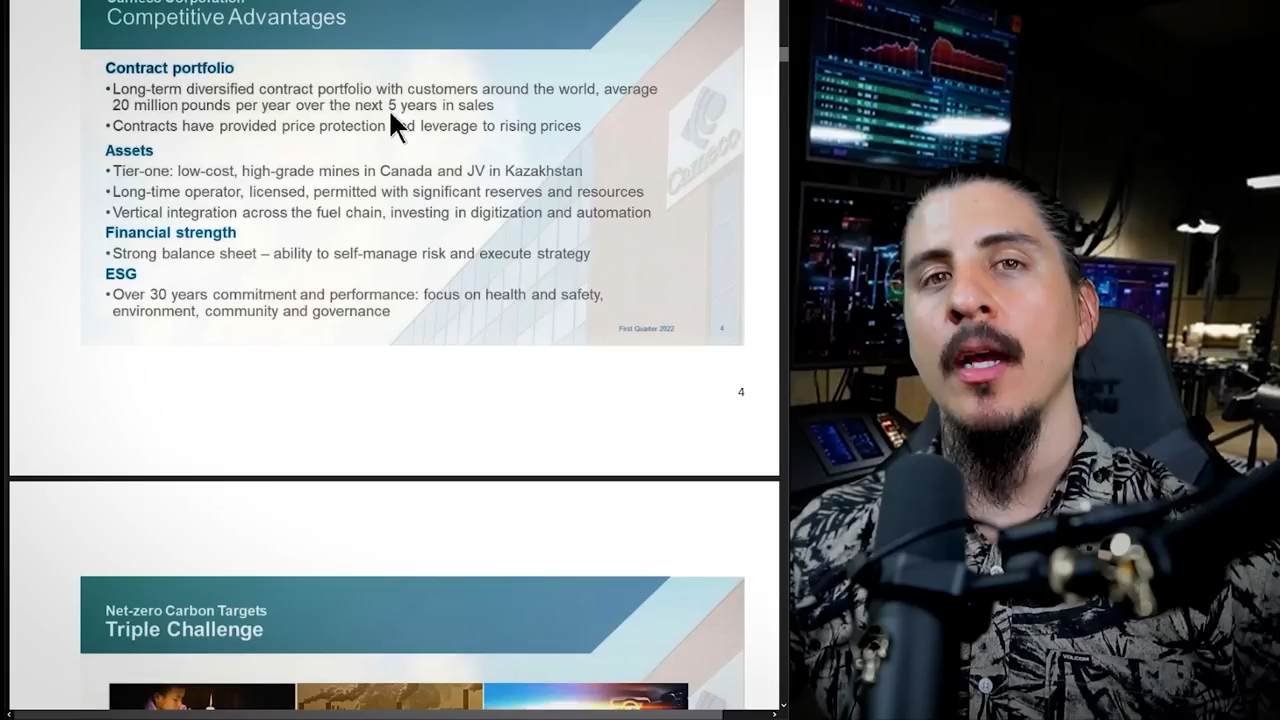 Cameco Corporation
Competitive Advantages
Contract portfolio
•Long-term diversified contract portfolio with customers around the world, average
20 million pounds per year over the next 5 years in sales
•Contracts have provided price protection and leverage to rising prices
Assets
•Tier-one: low-cost, high-grade mines in Canada and JV in Kazakhstan
•Long-time operator, licensed, permitted with significant reserves and resources
•Vertical integration across the fuel chain, investing in digitization and automation
Financial strength
•Strong balance sheet – ability to self-manage risk and execute strategy
ESG
•Over 30 years commitment and performance: focus on health and safety,
environment, community and governance
Cameco
First Quarter 2022 4
4
Net-zero Carbon Targets
Triple Challenge
VOLCOM